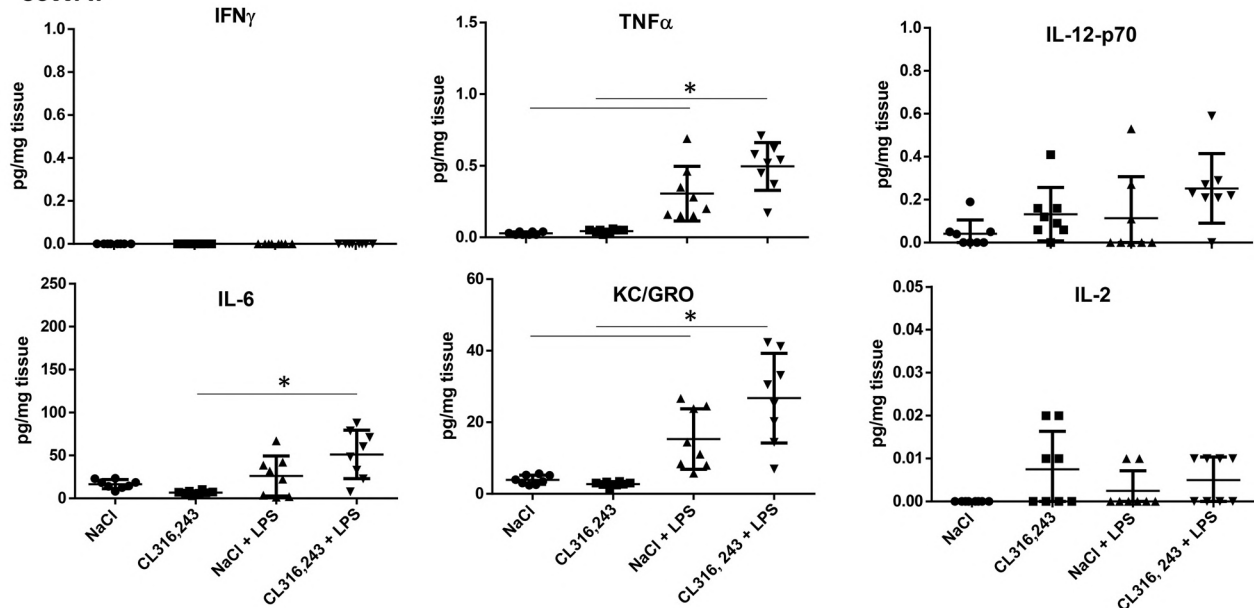 IFNγ
1.0
0.8
0.6
0.4
0.2
0.0
pg/mg tissue
TNFα
1.5
1.0
0.5
0.0
pg/mg tissue
*
IL-12-p70
1.0
0.8
0.6
0.4
0.2
0.0
pg/mg tissue
IL-6
250
200
150
100
50
0
pg/mg tissue
*
NaCl
CL316,243
NaCl + LPS
CL316,243 + LPS
KC/GRO
60
40
20
0
pg/mg tissue
*
NaCl
CL316,243
NaCl + LPS
CL316, 243 + LPS
IL-2
0.05
0.04
0.03
0.02
0.01
0.00
pg/mg tissue
NaCl
CL316,243
NaCl + LPS
CL316, 243 + LPS